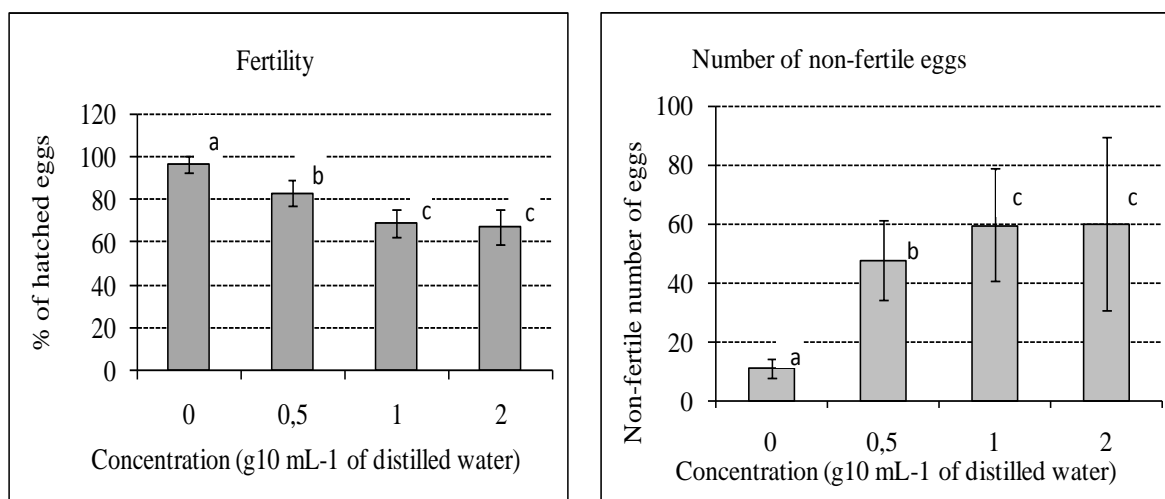 Fertility
% of hatched eggs
120
100
80
60
40
20
0
a
b
c
c
0
0,5
1
2
Concentration (g10 mL-1 of distilled water)
Number of non-fertile eggs
Non-fertile number of eggs
100
80
60
40
20
0
a
b
c
c
0
0,5
1
2
Concentration (g10 mL-1 of distilled water)